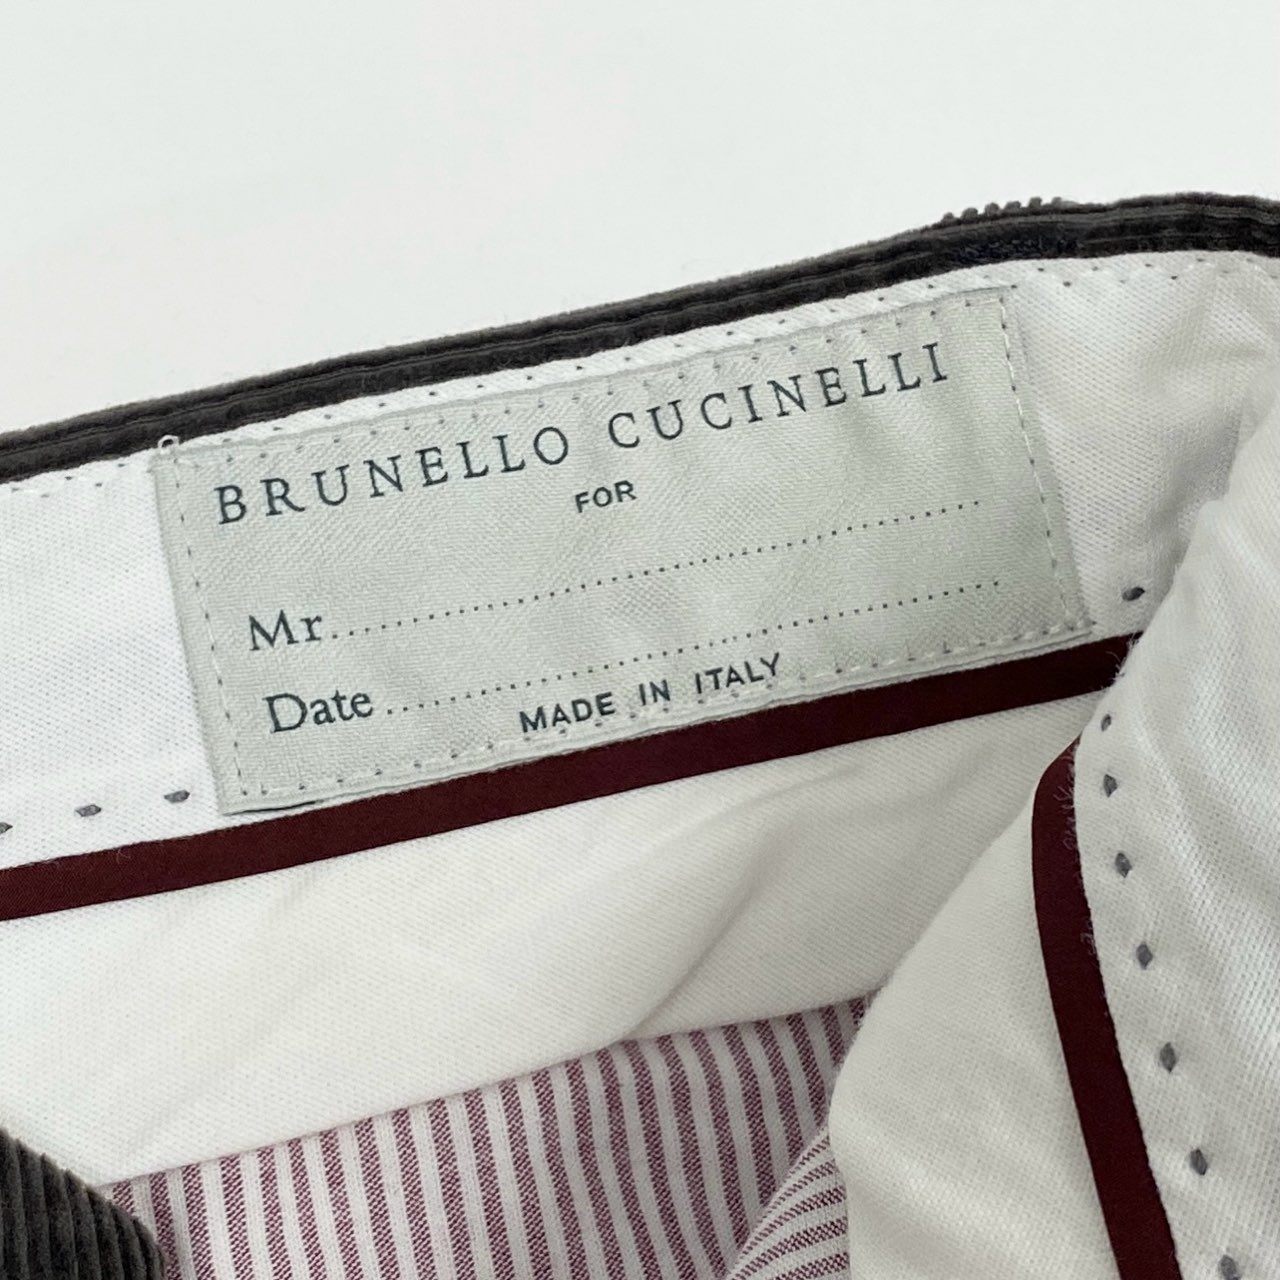 BRUNELLO CUCINELLI
FOR
Mr..........................................................
Date..........................................................
MADE IN ITALY